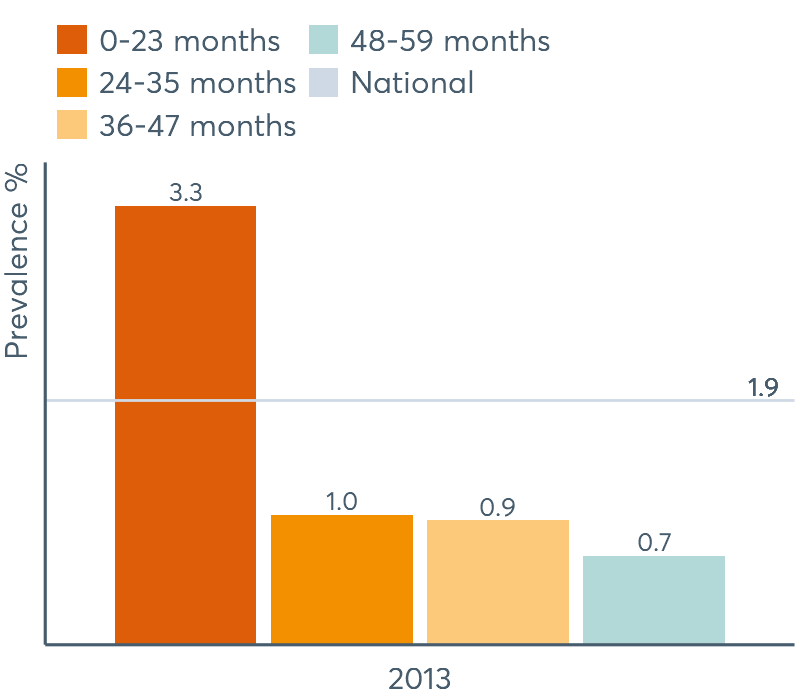 0-23 months
24-35 months
36-47 months
48-59 months
National
Prevalence %
3.3
1.9
1.0
0.9
0.7
2013